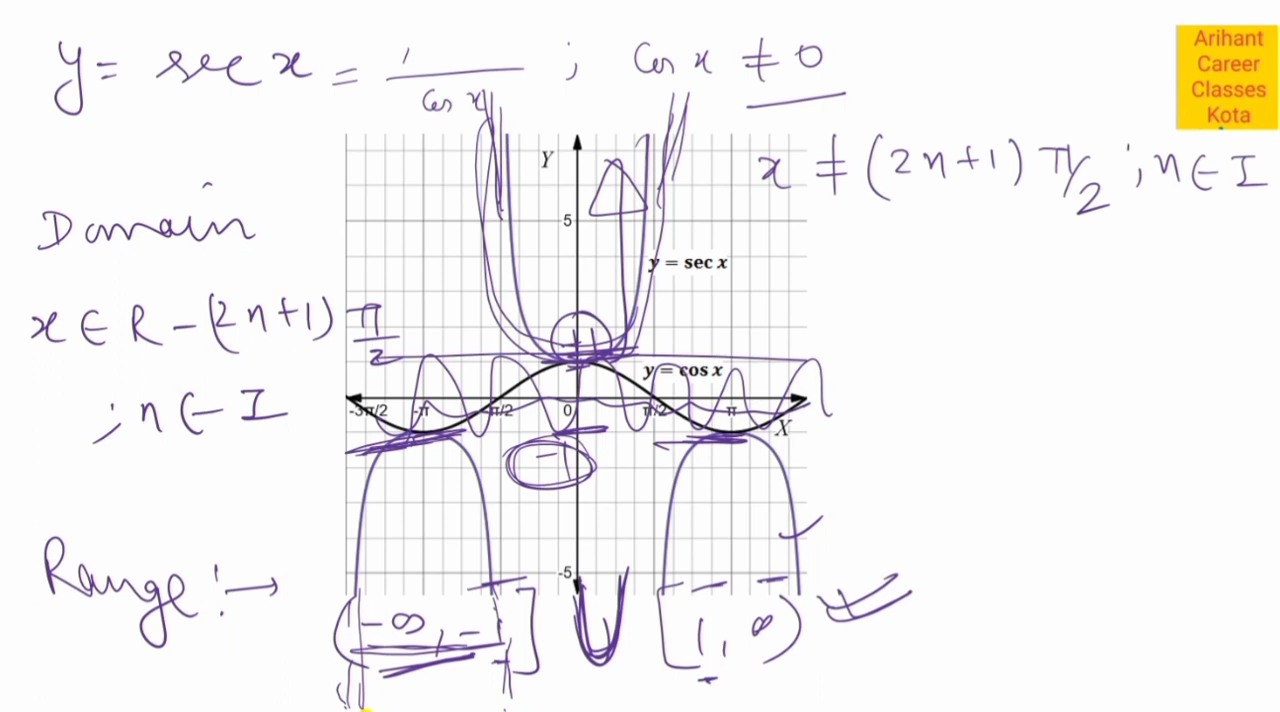 y = sec x = 1/cos x ; cos x ≠ 0
Arihant
Career
Classes
Kota
x ≠ (2n+1) π/2 ; n ∈ I
Domain
x ∈ R - (2n+1) π/2
; n ∈ I
Y
5
y = sec x
1
y = cos x
-3π/2 -π -π/2 0 π/2 π
X
-1
-5
Range :→ (-∞, -1] ∪ [1, ∞)